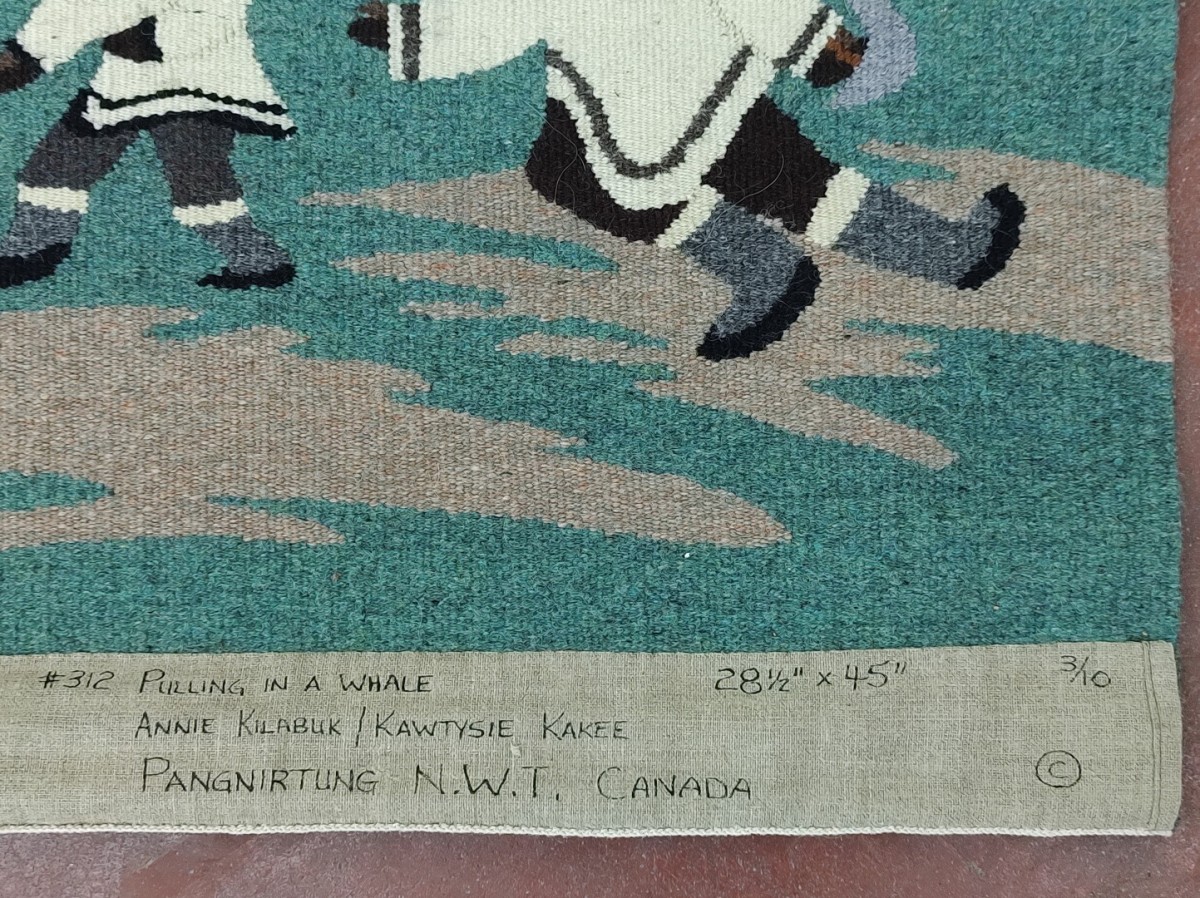 #312 PULLING IN A WHALE 28½" x 45" 3/10
ANNIE KILABUK / KAWTYSIE KAKEE
PANGNIRTUNG N.W.T. CANADA ©